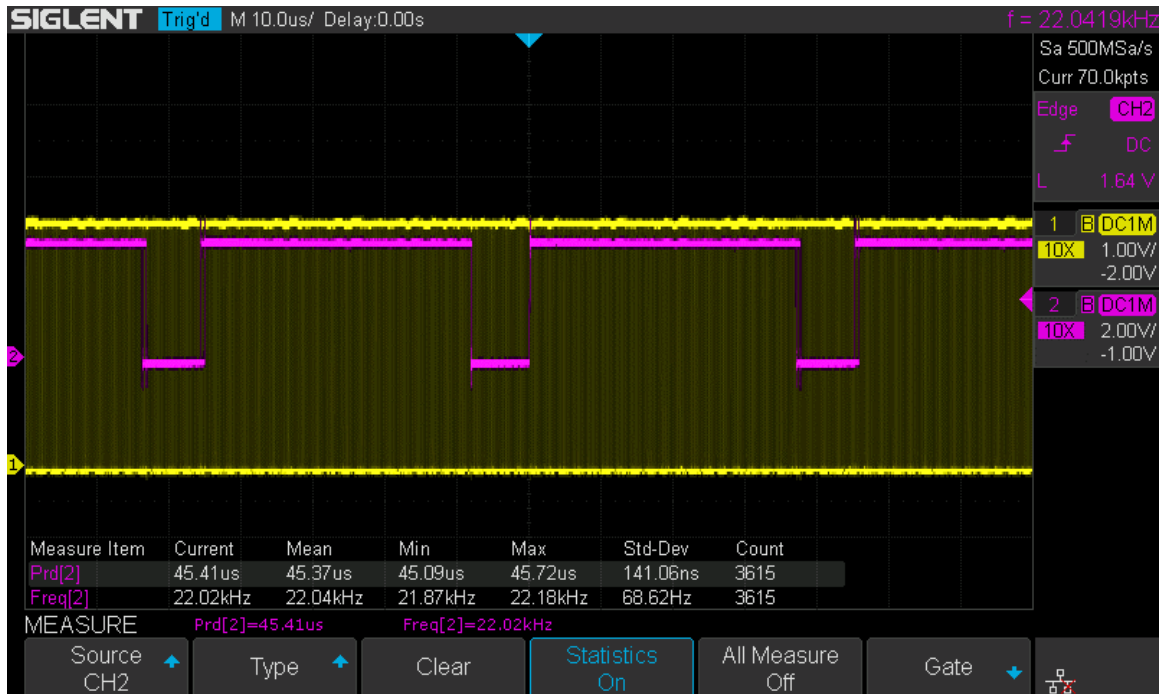 SIGLENT Trig'd M 10.0us/ Delay:0.00s f = 22.0419kHz
Sa 500MSa/s
Curr 70.0kpts
Edge CH2
DC
L 1.64 V
1 B DC1M
10X 1.00V/
-2.00V
2 B DC1M
10X 2.00V/
-1.00V
2
1
Measure Item Current Mean Min Max Std-Dev Count
Prd[2] 45.41us 45.37us 45.09us 45.72us 141.06ns 3615
Freq[2] 22.02kHz 22.04kHz 21.87kHz 22.18kHz 68.62Hz 3615
MEASURE Prd[2]=45.41us Freq[2]=22.02kHz
Source
CH2
Type
Clear
Statistics
On
All Measure
Off
Gate